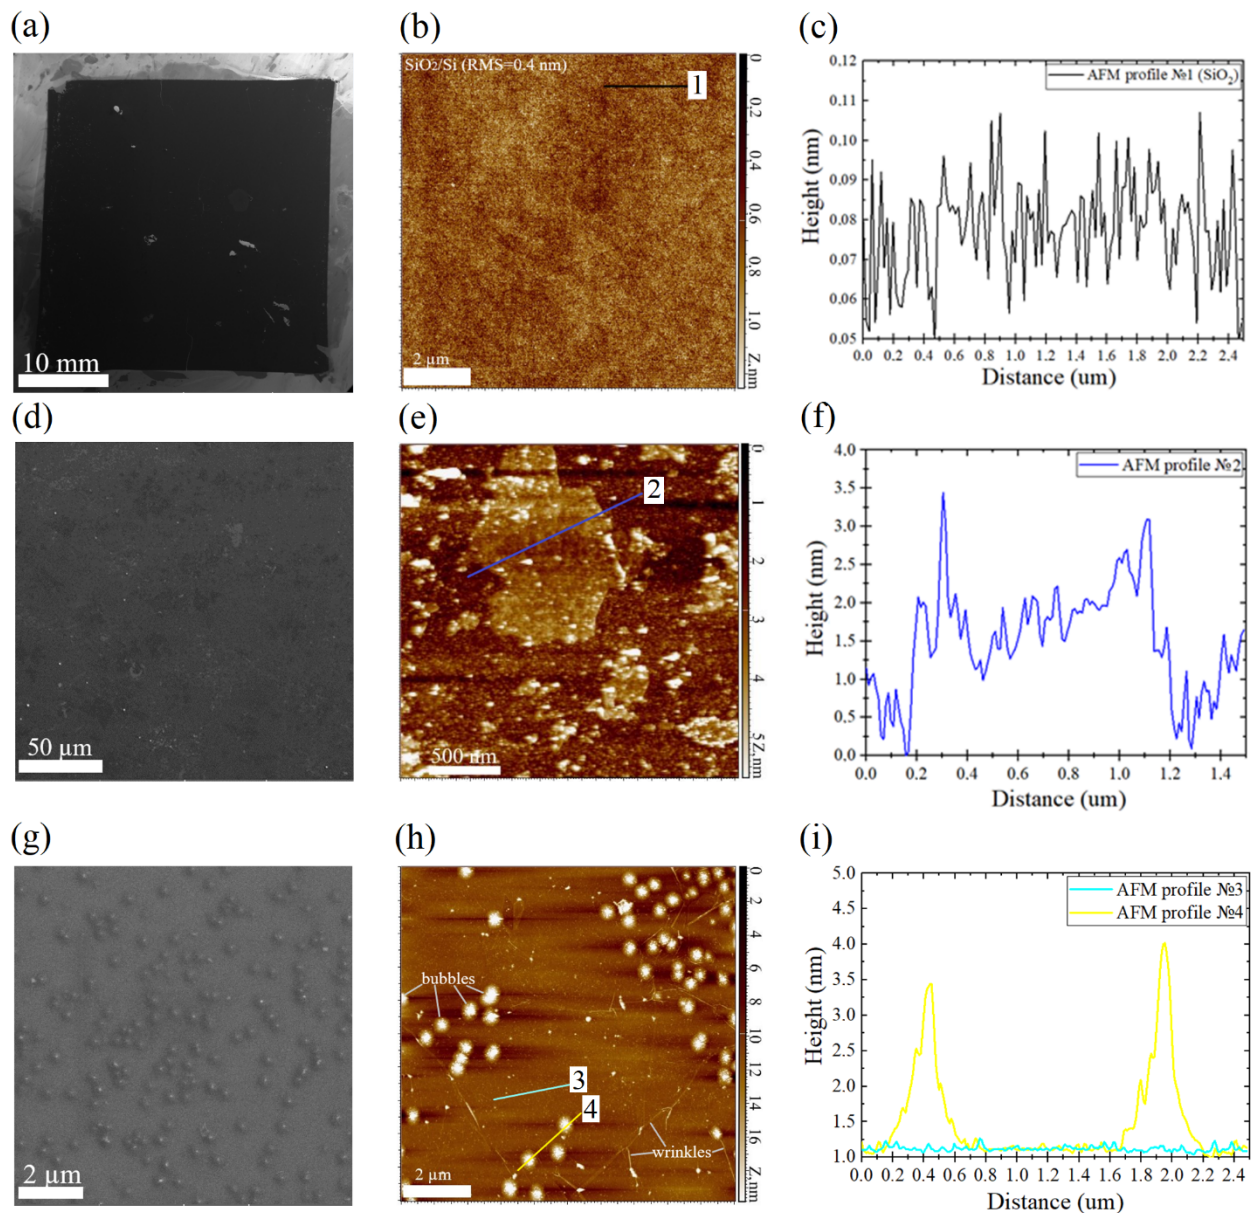 (a)
10 mm
(b)
SiO₂/Si (RMS=0.4 nm)
1
2 µm
0
0,2
0,4
0,6
0,8
1,0
Z,nm
(c)
AFM profile №1 (SiO₂)
0.12
0.11
0.10
0.09
0.08
0.07
0.06
0.05
Height (nm)
0.0 0.2 0.4 0.6 0.8 1.0 1.2 1.4 1.6 1.8 2.0 2.2 2.4
Distance (um)
(d)
50 µm
(e)
2
500 nm
0
1
2
3
4
5
Z,nm
(f)
AFM profile №2
4.0
3.5
3.0
2.5
2.0
1.5
1.0
0.5
0.0
Height (nm)
0.0 0.2 0.4 0.6 0.8 1.0 1.2 1.4
Distance (um)
(g)
2 µm
(h)
bubbles
3
4
wrinkles
2 µm
0
2
4
6
8
10
12
14
16
Z,nm
(i)
AFM profile №3
AFM profile №4
5.0
4.5
4.0
3.5
3.0
2.5
2.0
1.5
1.0
Height (nm)
0.0 0.2 0.4 0.6 0.8 1.0 1.2 1.4 1.6 1.8 2.0 2.2 2.4
Distance (um)